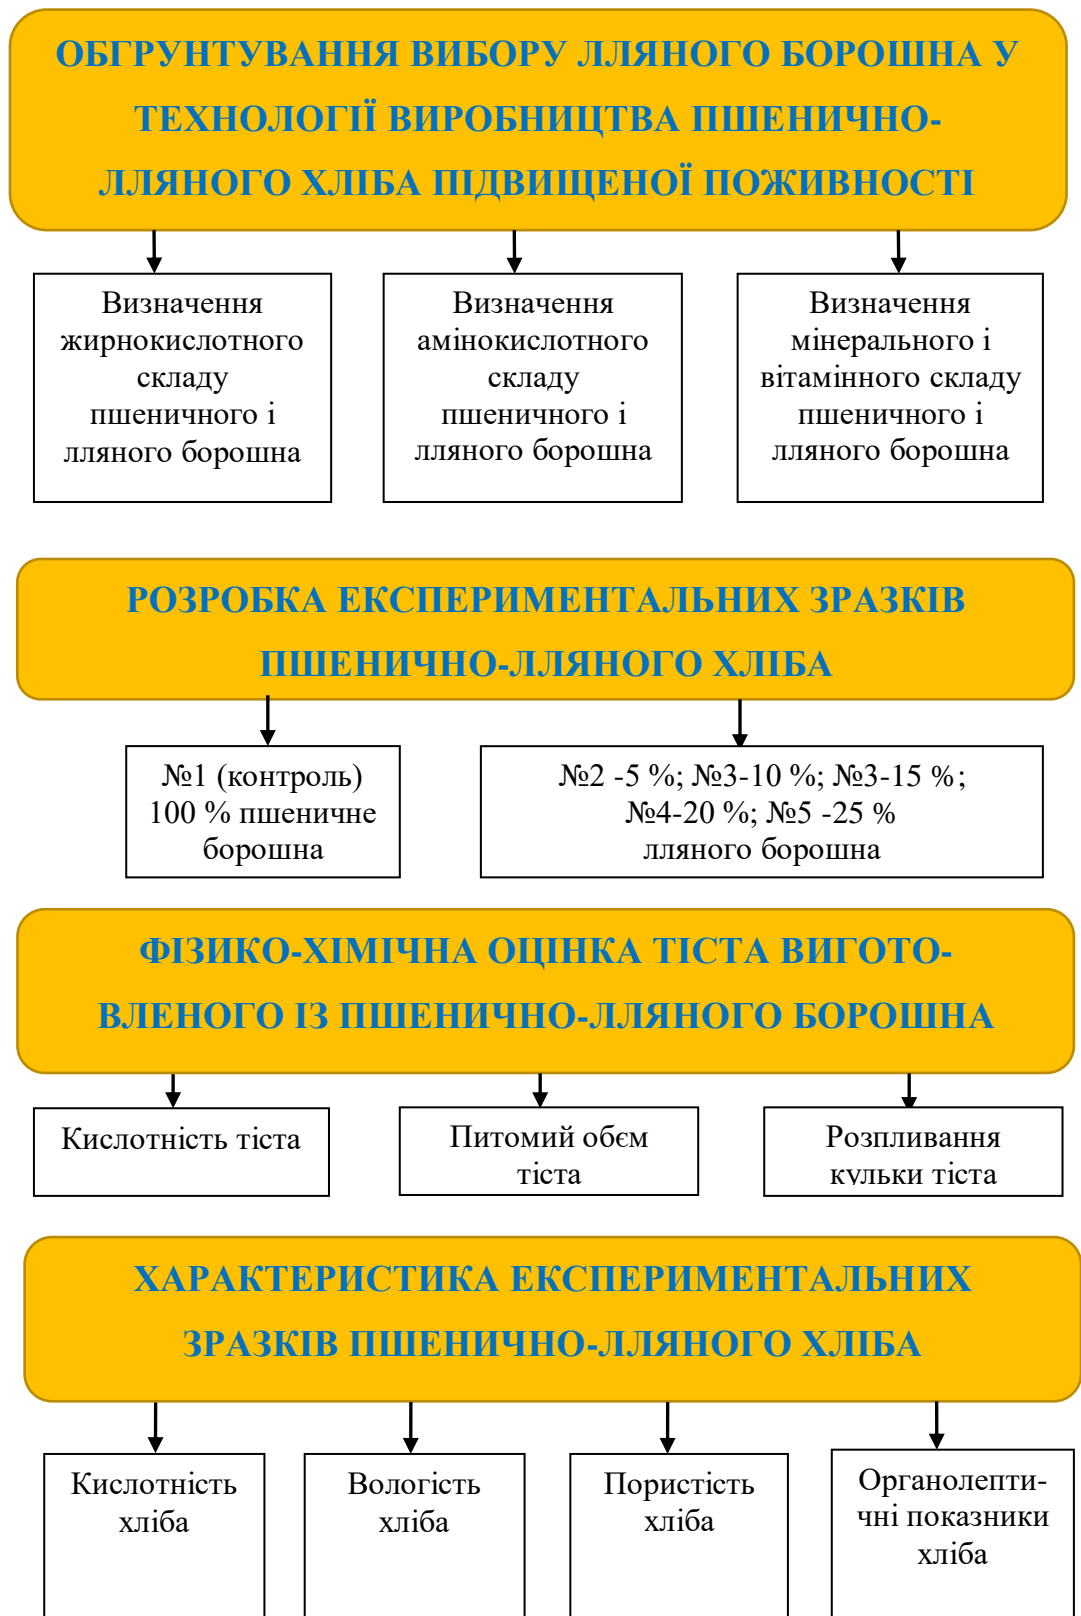 ОБГРУНТУВАННЯ ВИБОРУ ЛЛЯНОГО БОРОШНА У
ТЕХНОЛОГІЇ ВИРОБНИЦТВА ПШЕНИЧНО-
ЛЛЯНОГО ХЛІБА ПІДВИЩЕНОЇ ПОЖИВНОСТІ
Визначення
жирнокислотного
складу
пшеничного і
лляного борошна
Визначення
амінокислотного
складу
пшеничного і
лляного борошна
Визначення
мінерального і
вітамінного складу
пшеничного і
лляного борошна
РОЗРОБКА ЕКСПЕРИМЕНТАЛЬНИХ ЗРАЗКІВ
ПШЕНИЧНО-ЛЛЯНОГО ХЛІБА
№1 (контроль)
100 % пшеничне
борошна
№2 -5 %; №3-10 %; №3-15 %;
№4-20 %; №5 -25 %
лляного борошна
ФІЗИКО-ХІМІЧНА ОЦІНКА ТІСТА ВИГОТО-
ВЛЕНОГО ІЗ ПШЕНИЧНО-ЛЛЯНОГО БОРОШНА
Кислотність тіста
Питомий обєм
тіста
Розпливання
кульки тіста
ХАРАКТЕРИСТИКА ЕКСПЕРИМЕНТАЛЬНИХ
ЗРАЗКІВ ПШЕНИЧНО-ЛЛЯНОГО ХЛІБА
Кислотність
хліба
Вологість
хліба
Пористість
хліба
Органолепти-
чні показники
хліба